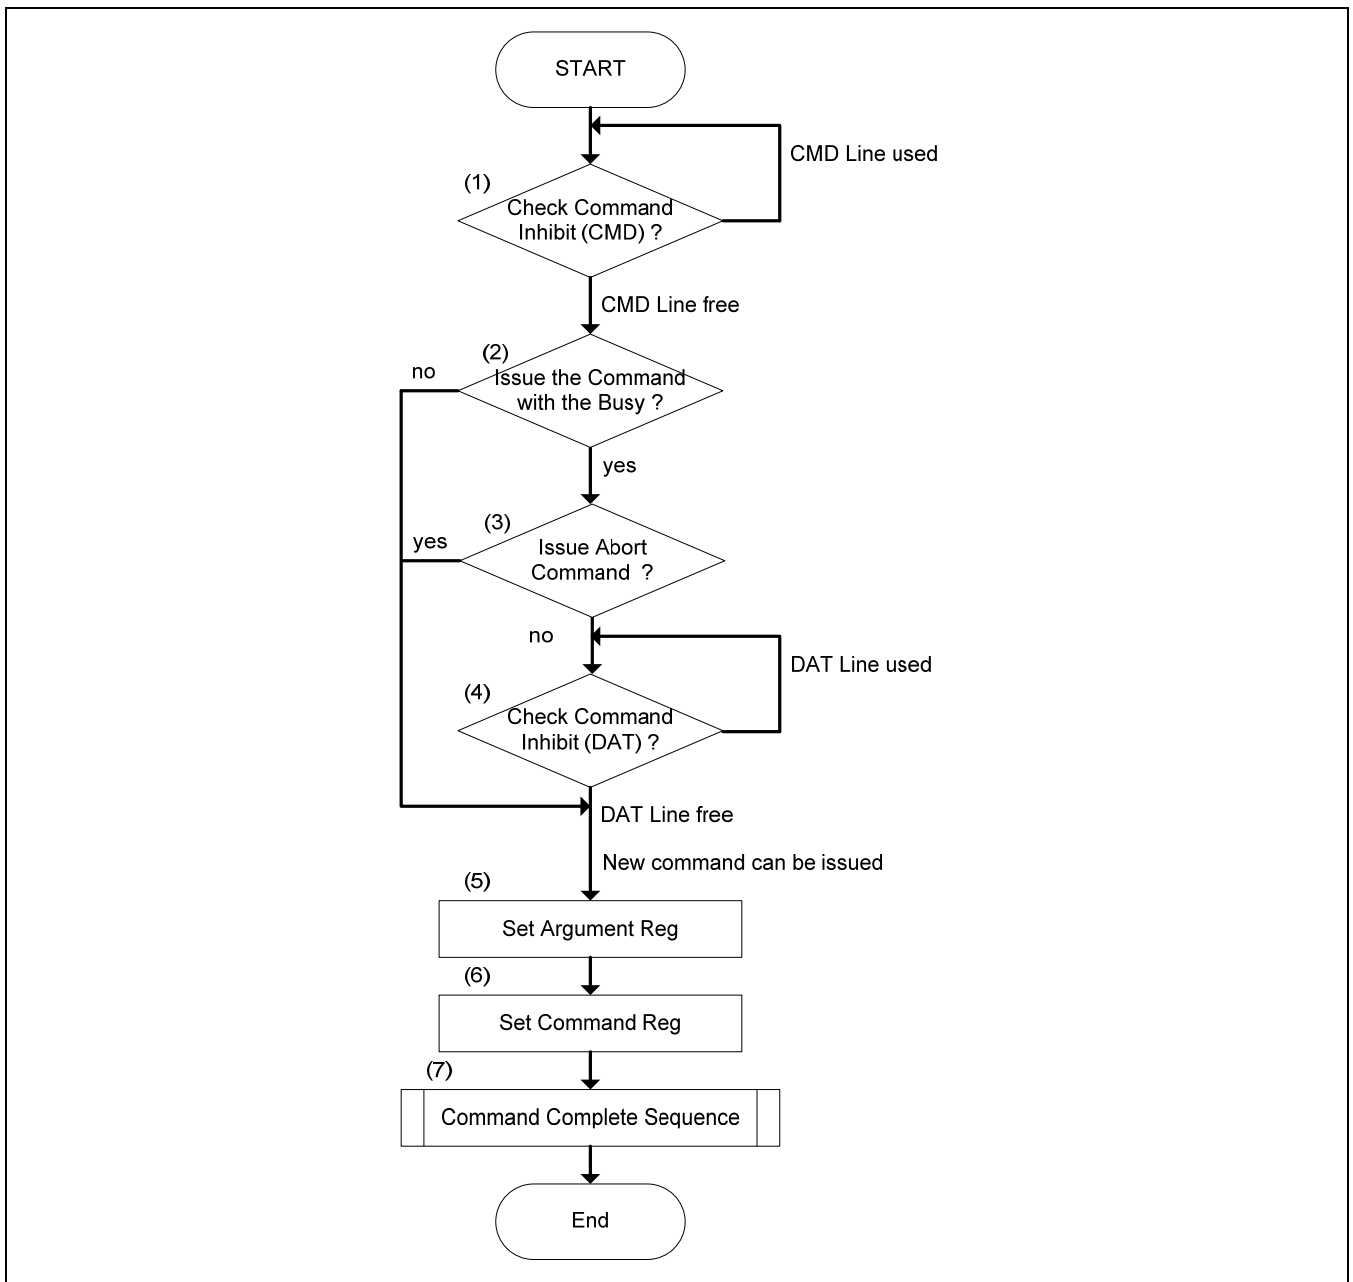 START
CMD Line used
(1)
Check Command
Inhibit (CMD) ?
CMD Line free
(2)
no
Issue the Command
with the Busy ?
yes
(3)
yes
Issue Abort
Command ?
no
DAT Line used
(4)
Check Command
Inhibit (DAT) ?
DAT Line free
New command can be issued
(5)
Set Argument Reg
(6)
Set Command Reg
(7)
Command Complete Sequence
End